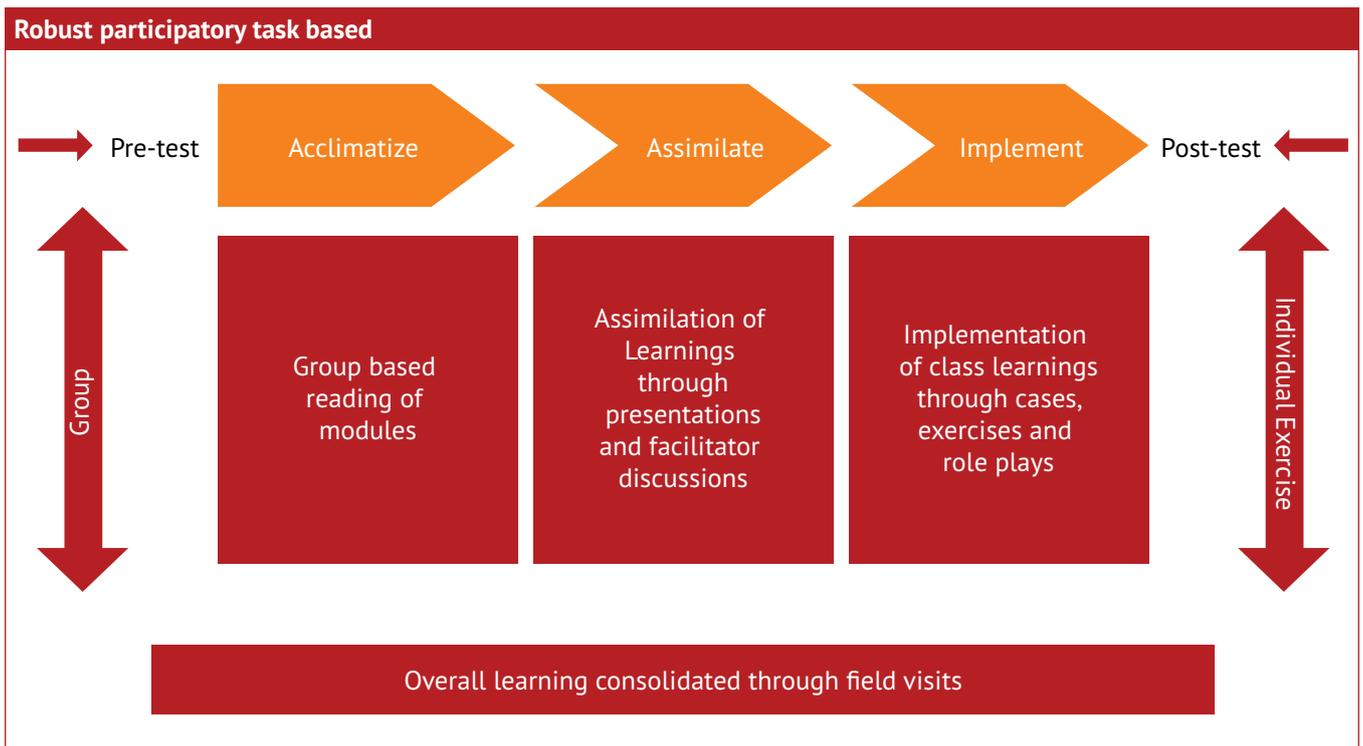 Robust participatory task based
Pre-test
Acclimatize
Assimilate
Implement
Post-test
Group
Group based
reading of
modules
Assimilation of
Learnings
through
presentations
and facilitator
discussions
Implementation
of class learnings
through cases,
exercises and
role plays
Individual Exercise
Overall learning consolidated through field visits